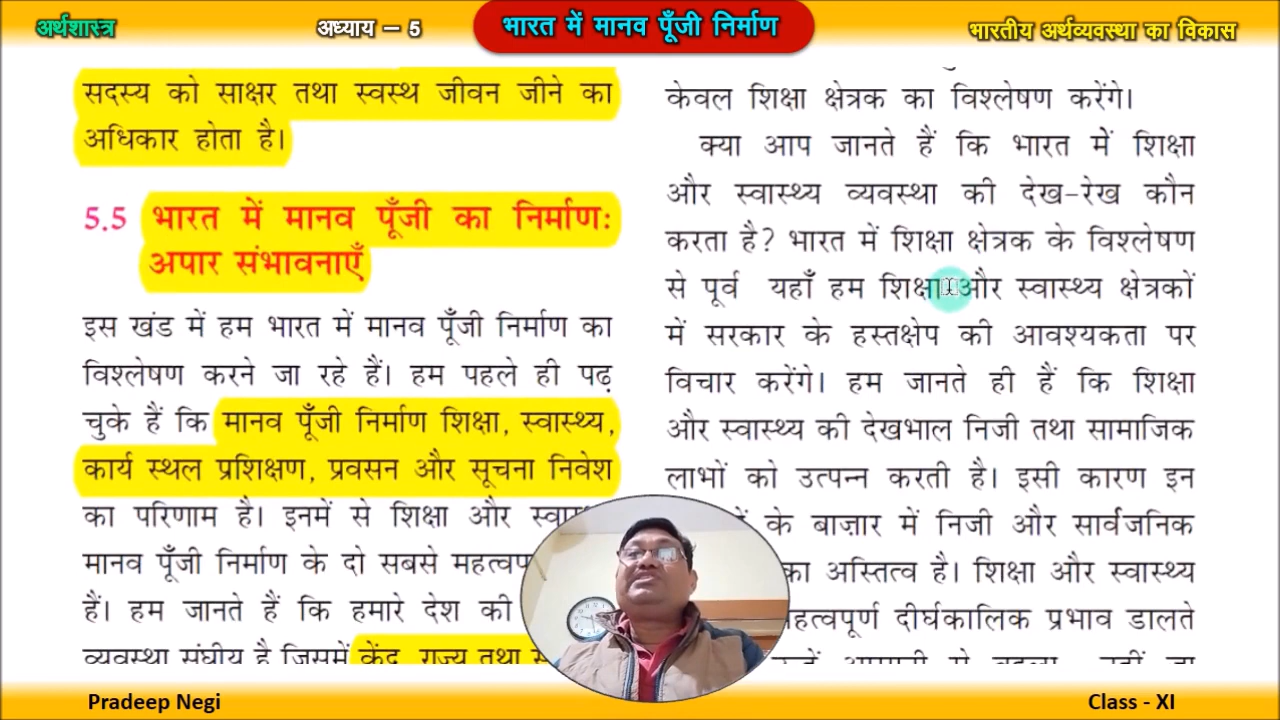 अर्थशास्त्र
अध्याय – 5
भारत में मानव पूँजी निर्माण
भारतीय अर्थव्यवस्था का विकास
सदस्य को साक्षर तथा स्वस्थ जीवन जीने का
अधिकार होता है।
5.5 भारत में मानव पूँजी का निर्माण:
अपार संभावनाएँ
इस खंड में हम भारत में मानव पूँजी निर्माण का
विश्लेषण करने जा रहे हैं। हम पहले ही पढ़
चुके हैं कि मानव पूँजी निर्माण शिक्षा, स्वास्थ्य,
कार्य स्थल प्रशिक्षण, प्रवसन और सूचना निवेश
का परिणाम है। इनमें से शिक्षा और
मानव पूँजी निर्माण के दो सबसे
हैं। हम जानते हैं कि हमारे देश की
व्यवस्था संघीय है जिसमें केंद्र, राज्य तथा
केवल शिक्षा क्षेत्रक का विश्लेषण करेंगे।
क्या आप जानते हैं कि भारत में शिक्षा
और स्वास्थ्य व्यवस्था की देख-रेख कौन
करता है? भारत में शिक्षा क्षेत्रक के विश्लेषण
से पूर्व यहाँ हम शिक्षा और स्वास्थ्य क्षेत्रकों
में सरकार के हस्तक्षेप की आवश्यकता पर
विचार करेंगे। हम जानते ही हैं कि शिक्षा
और स्वास्थ्य की देखभाल निजी तथा सामाजिक
लाभों को उत्पन्न करती है। इसी कारण इन
के बाज़ार में निजी और सार्वजनिक
का अस्तित्व है। शिक्षा और स्वास्थ्य
दीर्घकालिक प्रभाव डालते
Pradeep Negi
Class - XI